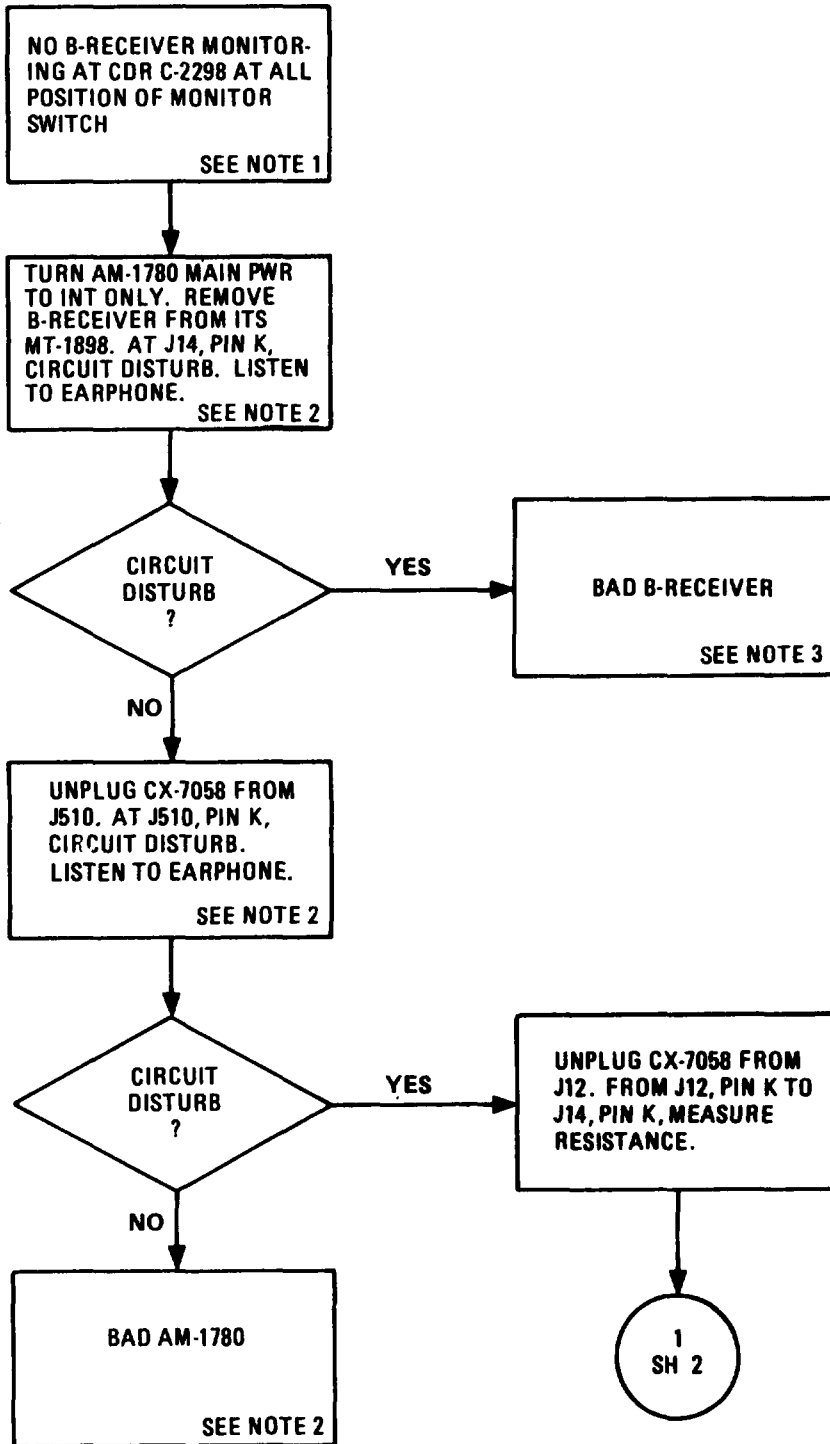 NO B-RECEIVER MONITOR-
ING AT CDR C-2298 AT ALL
POSITION OF MONITOR
SWITCH
SEE NOTE 1
TURN AM-1780 MAIN PWR
TO INT ONLY. REMOVE
B-RECEIVER FROM ITS
MT-1898. AT J14, PIN K,
CIRCUIT DISTURB. LISTEN
TO EARPHONE.
SEE NOTE 2
CIRCUIT
DISTURB
?
YES
BAD B-RECEIVER
SEE NOTE 3
NO
UNPLUG CX-7058 FROM
J510. AT J510, PIN K,
CIRCUIT DISTURB.
LISTEN TO EARPHONE.
SEE NOTE 2
CIRCUIT
DISTURB
?
YES
UNPLUG CX-7058 FROM
J12. FROM J12, PIN K TO
J14, PIN K, MEASURE
RESISTANCE.
NO
BAD AM-1780
SEE NOTE 2
1
SH 2